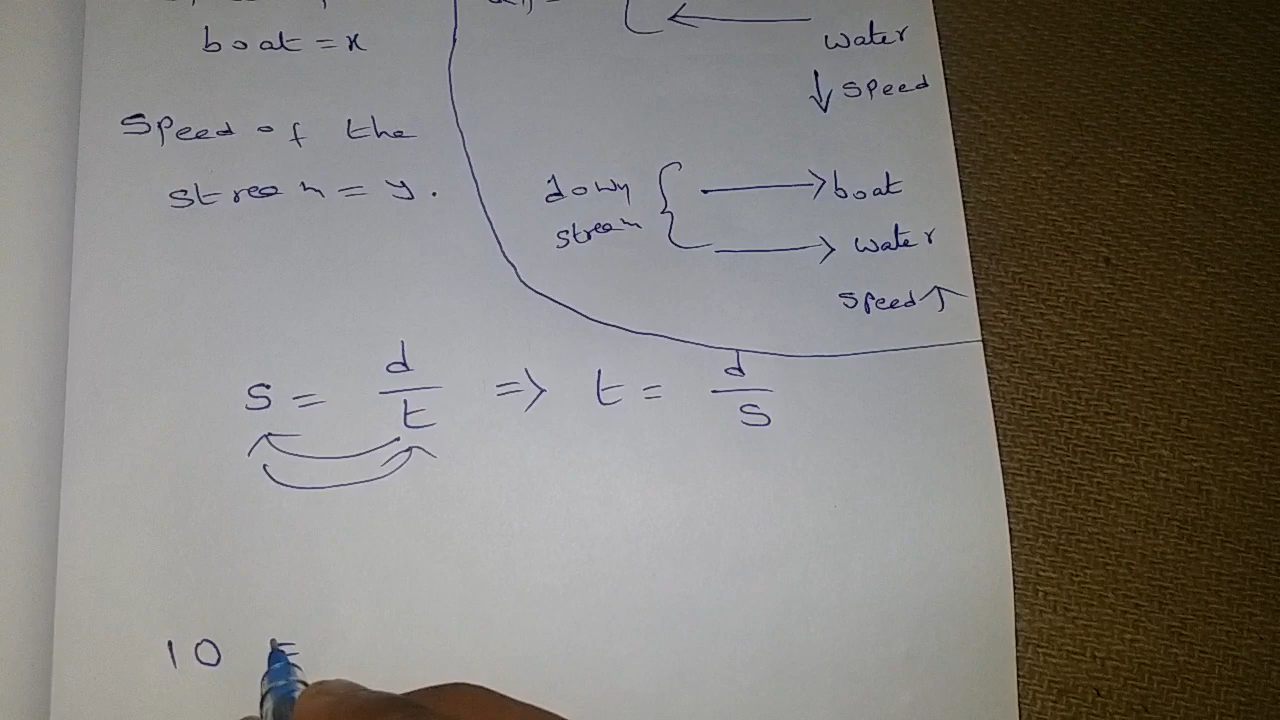 boat = x
Speed of the
stream = y.
water
↓ speed
down
stream
→ boat
→ water
speed ↑
s = d/t => t = d/s
10 =